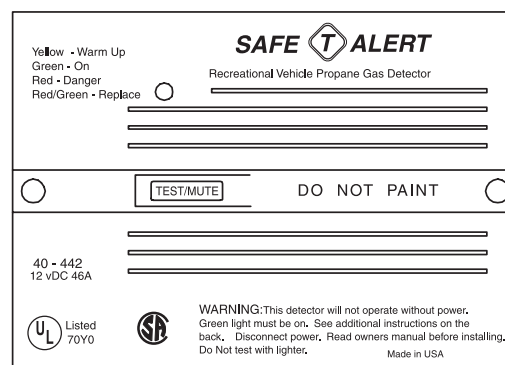 Yellow - Warm Up
Green - On
Red - Danger
Red/Green - Replace
SAFE T ALERT
Recreational Vehicle Propane Gas Detector
TEST/MUTE
DO NOT PAINT
40 - 442
12 vDC 46A
UL Listed
70Y0
SA
WARNING:This detector will not operate without power.
Green light must be on. See additional instructions on the
back. Disconnect power. Read owners manual before installing.
Do Not test with lighter.
Made in USA